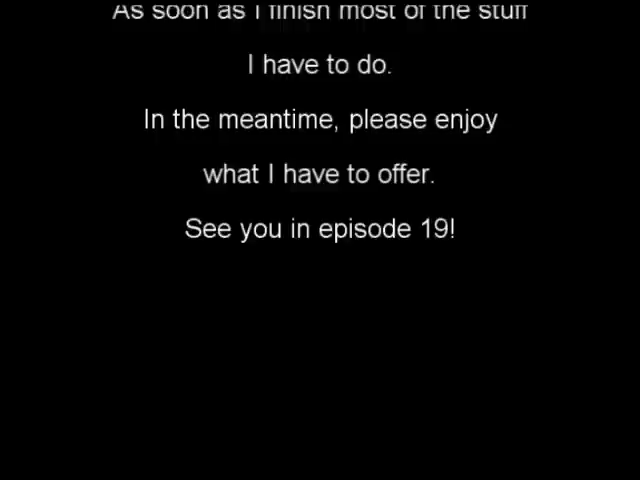 As soon as I finish most of the stuff
I have to do.
In the meantime, please enjoy
what I have to offer.
See you in episode 19!